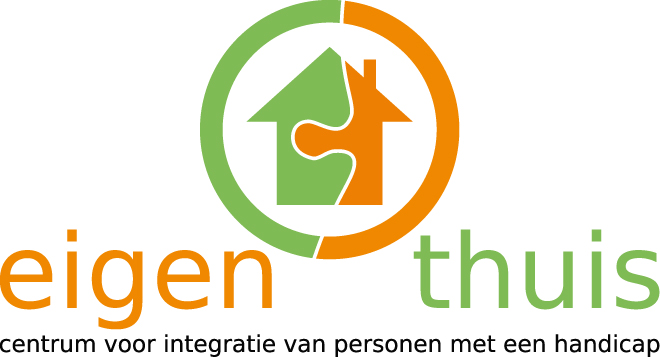 eigen thuis
centrum voor integratie van personen met een handicap